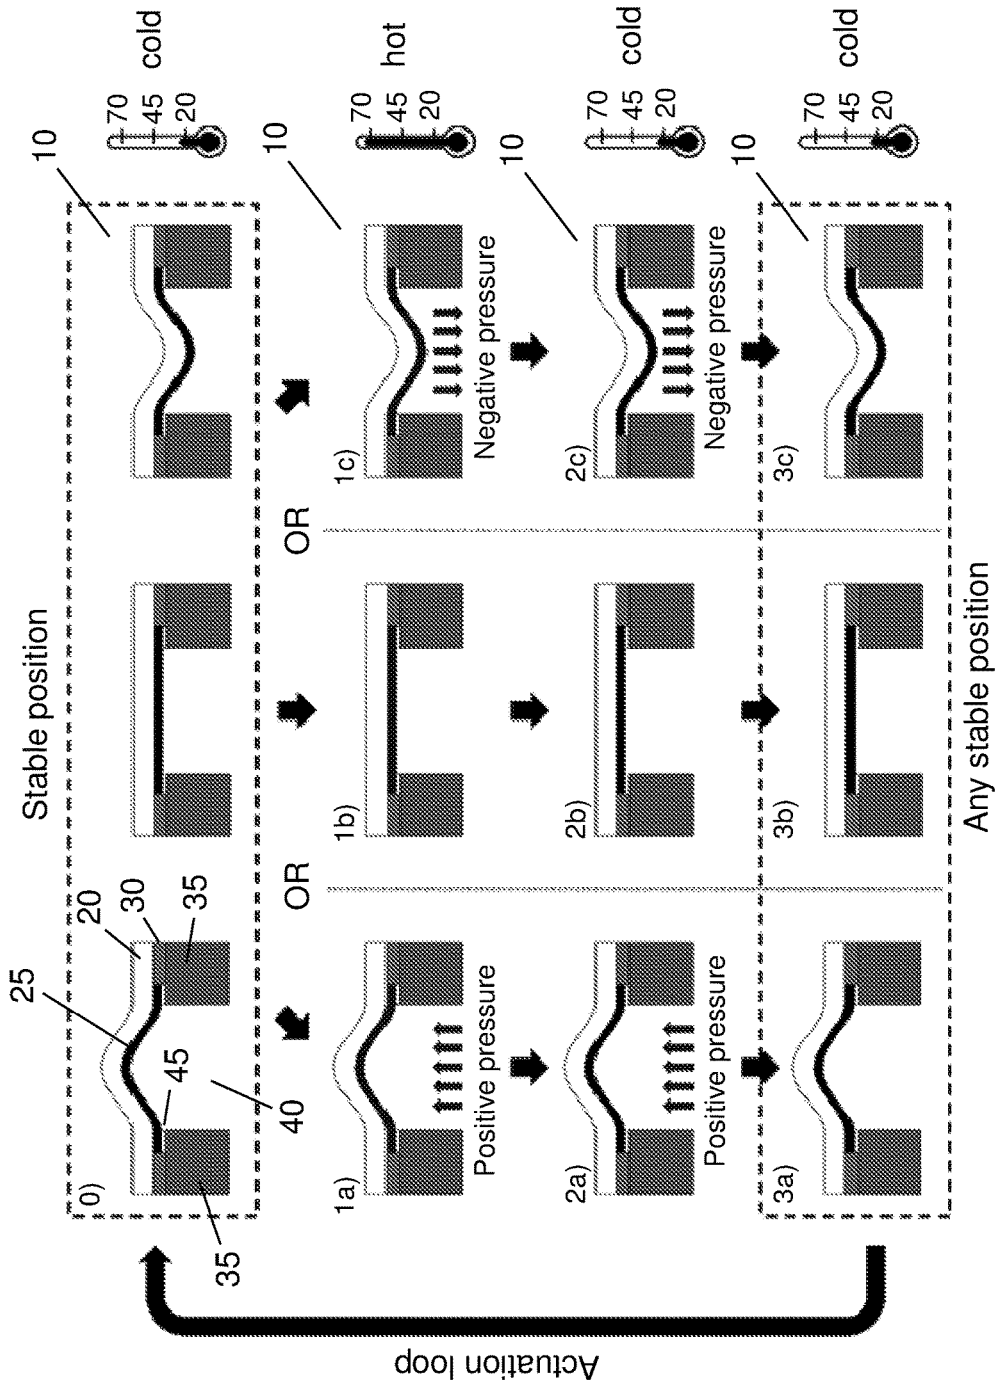 Stable position
0)
25
20
30
35
35
45
40
10
70
45
20
cold
OR
OR
1a)
Positive pressure
1b)
1c)
Negative pressure
10
70
45
20
hot
2a)
Positive pressure
2b)
2c)
Negative pressure
10
70
45
20
cold
3a)
3b)
3c)
10
70
45
20
cold
Any stable position
Actuation loop